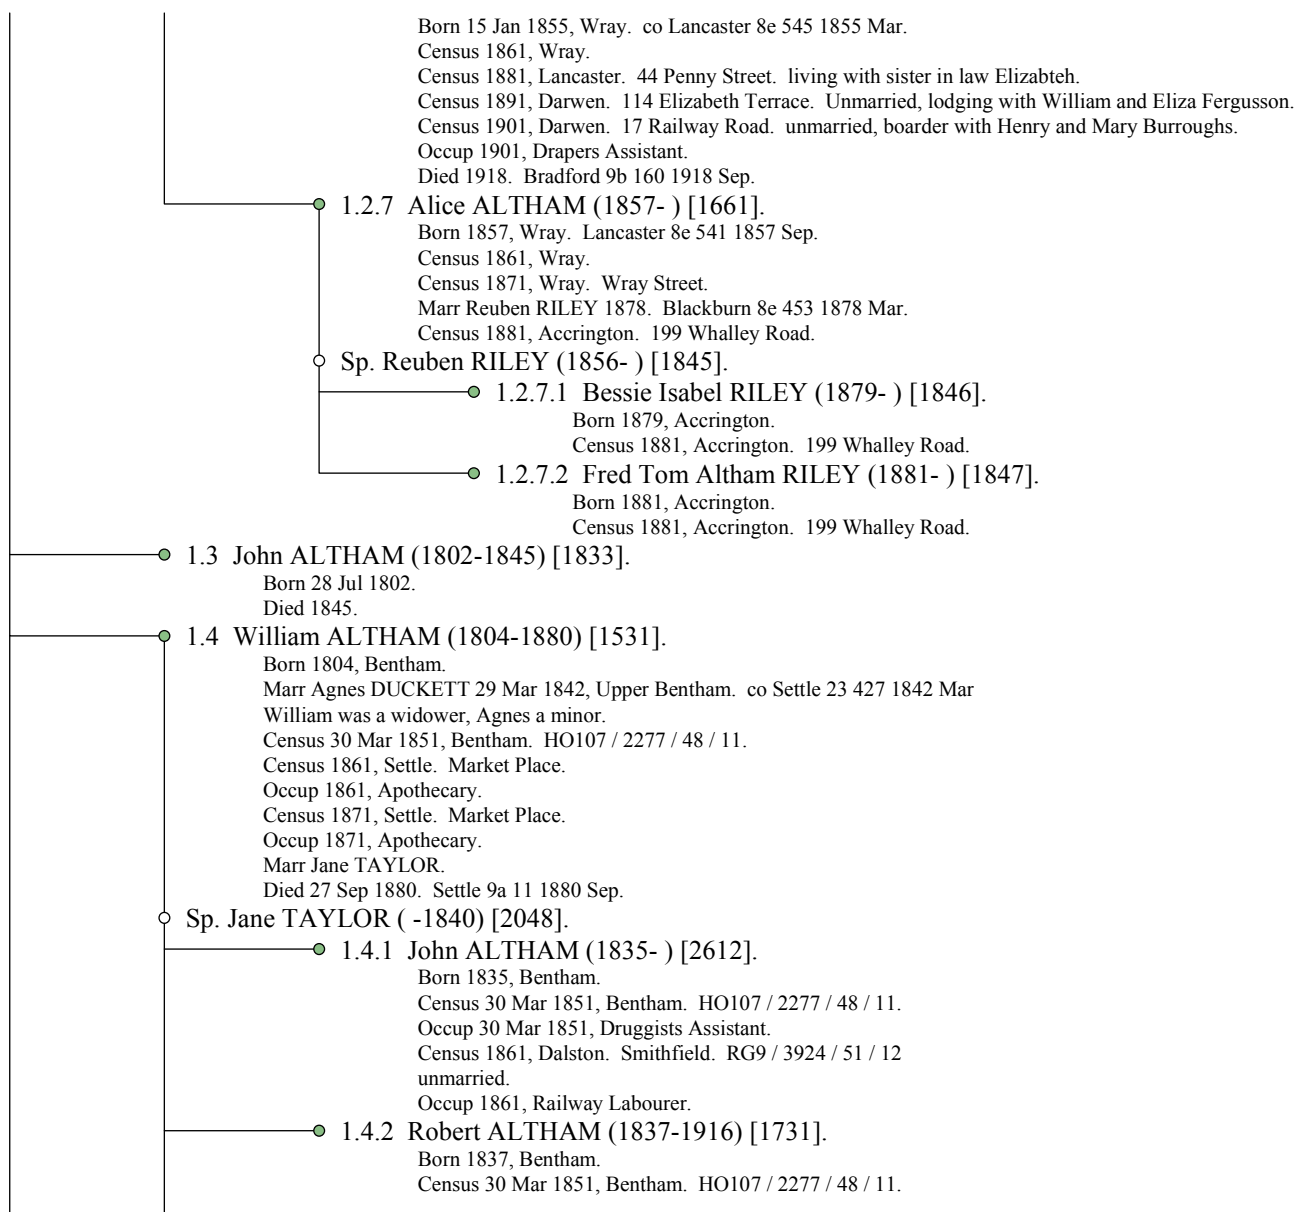 Born 15 Jan 1855, Wray.  co Lancaster 8e 545 1855 Mar.
Census 1861, Wray.
Census 1881, Lancaster.  44 Penny Street.  living with sister in law Elizabteh.
Census 1891, Darwen.  114 Elizabeth Terrace.  Unmarried, lodging with William and Eliza Fergusson.
Census 1901, Darwen.  17 Railway Road.  unmarried, boarder with Henry and Mary Burroughs.
Occup 1901, Drapers Assistant.
Died 1918.  Bradford 9b 160 1918 Sep.
1.2.7  Alice ALTHAM (1857- ) [1661].
Born 1857, Wray.  Lancaster 8e 541 1857 Sep.
Census 1861, Wray.
Census 1871, Wray.  Wray Street.
Marr Reuben RILEY 1878.  Blackburn 8e 453 1878 Mar.
Census 1881, Accrington.  199 Whalley Road.
Sp. Reuben RILEY (1856- ) [1845].
1.2.7.1  Bessie Isabel RILEY (1879- ) [1846].
Born 1879, Accrington.
Census 1881, Accrington.  199 Whalley Road.
1.2.7.2  Fred Tom Altham RILEY (1881- ) [1847].
Born 1881, Accrington.
Census 1881, Accrington.  199 Whalley Road.
1.3  John ALTHAM (1802-1845) [1833].
Born 28 Jul 1802.
Died 1845.
1.4  William ALTHAM (1804-1880) [1531].
Born 1804, Bentham.
Marr Agnes DUCKETT 29 Mar 1842, Upper Bentham.  co Settle 23 427 1842 Mar
William was a widower, Agnes a minor.
Census 30 Mar 1851, Bentham.  HO107 / 2277 / 48 / 11.
Census 1861, Settle.  Market Place.
Occup 1861, Apothecary.
Census 1871, Settle.  Market Place.
Occup 1871, Apothecary.
Marr Jane TAYLOR.
Died 27 Sep 1880.  Settle 9a 11 1880 Sep.
Sp. Jane TAYLOR ( -1840) [2048].
1.4.1  John ALTHAM (1835- ) [2612].
Born 1835, Bentham.
Census 30 Mar 1851, Bentham.  HO107 / 2277 / 48 / 11.
Occup 30 Mar 1851, Druggists Assistant.
Census 1861, Dalston.  Smithfield.  RG9 / 3924 / 51 / 12
unmarried.
Occup 1861, Railway Labourer.
1.4.2  Robert ALTHAM (1837-1916) [1731].
Born 1837, Bentham.
Census 30 Mar 1851, Bentham.  HO107 / 2277 / 48 / 11.